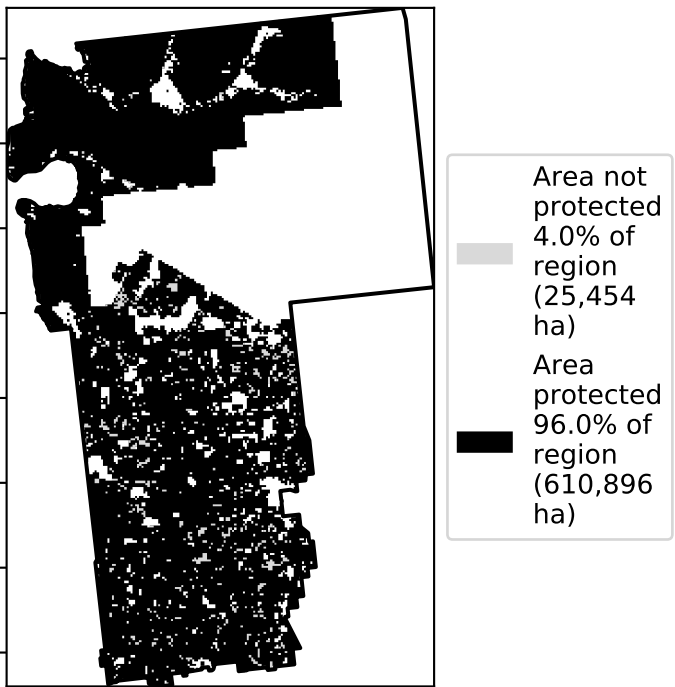 Area not
protected
4.0% of
region
(25,454
ha)
Area
protected
96.0% of
region
(610,896
ha)